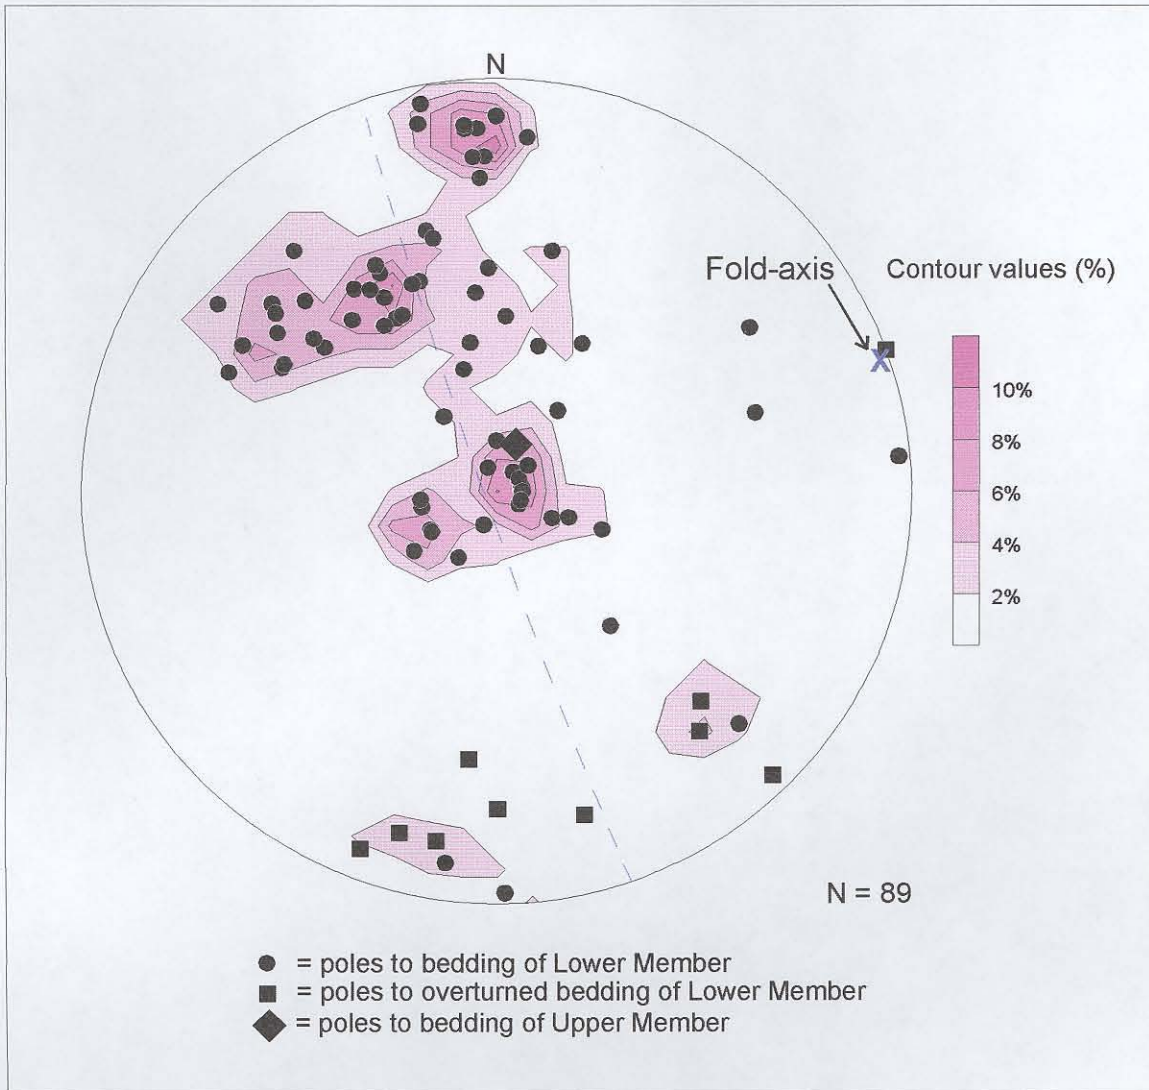 N
Fold-axis
Contour values (%)
X
10%
8%
6%
4%
2%
N = 89
= poles to bedding of Lower Member
= poles to overturned bedding of Lower Member
= poles to bedding of Upper Member